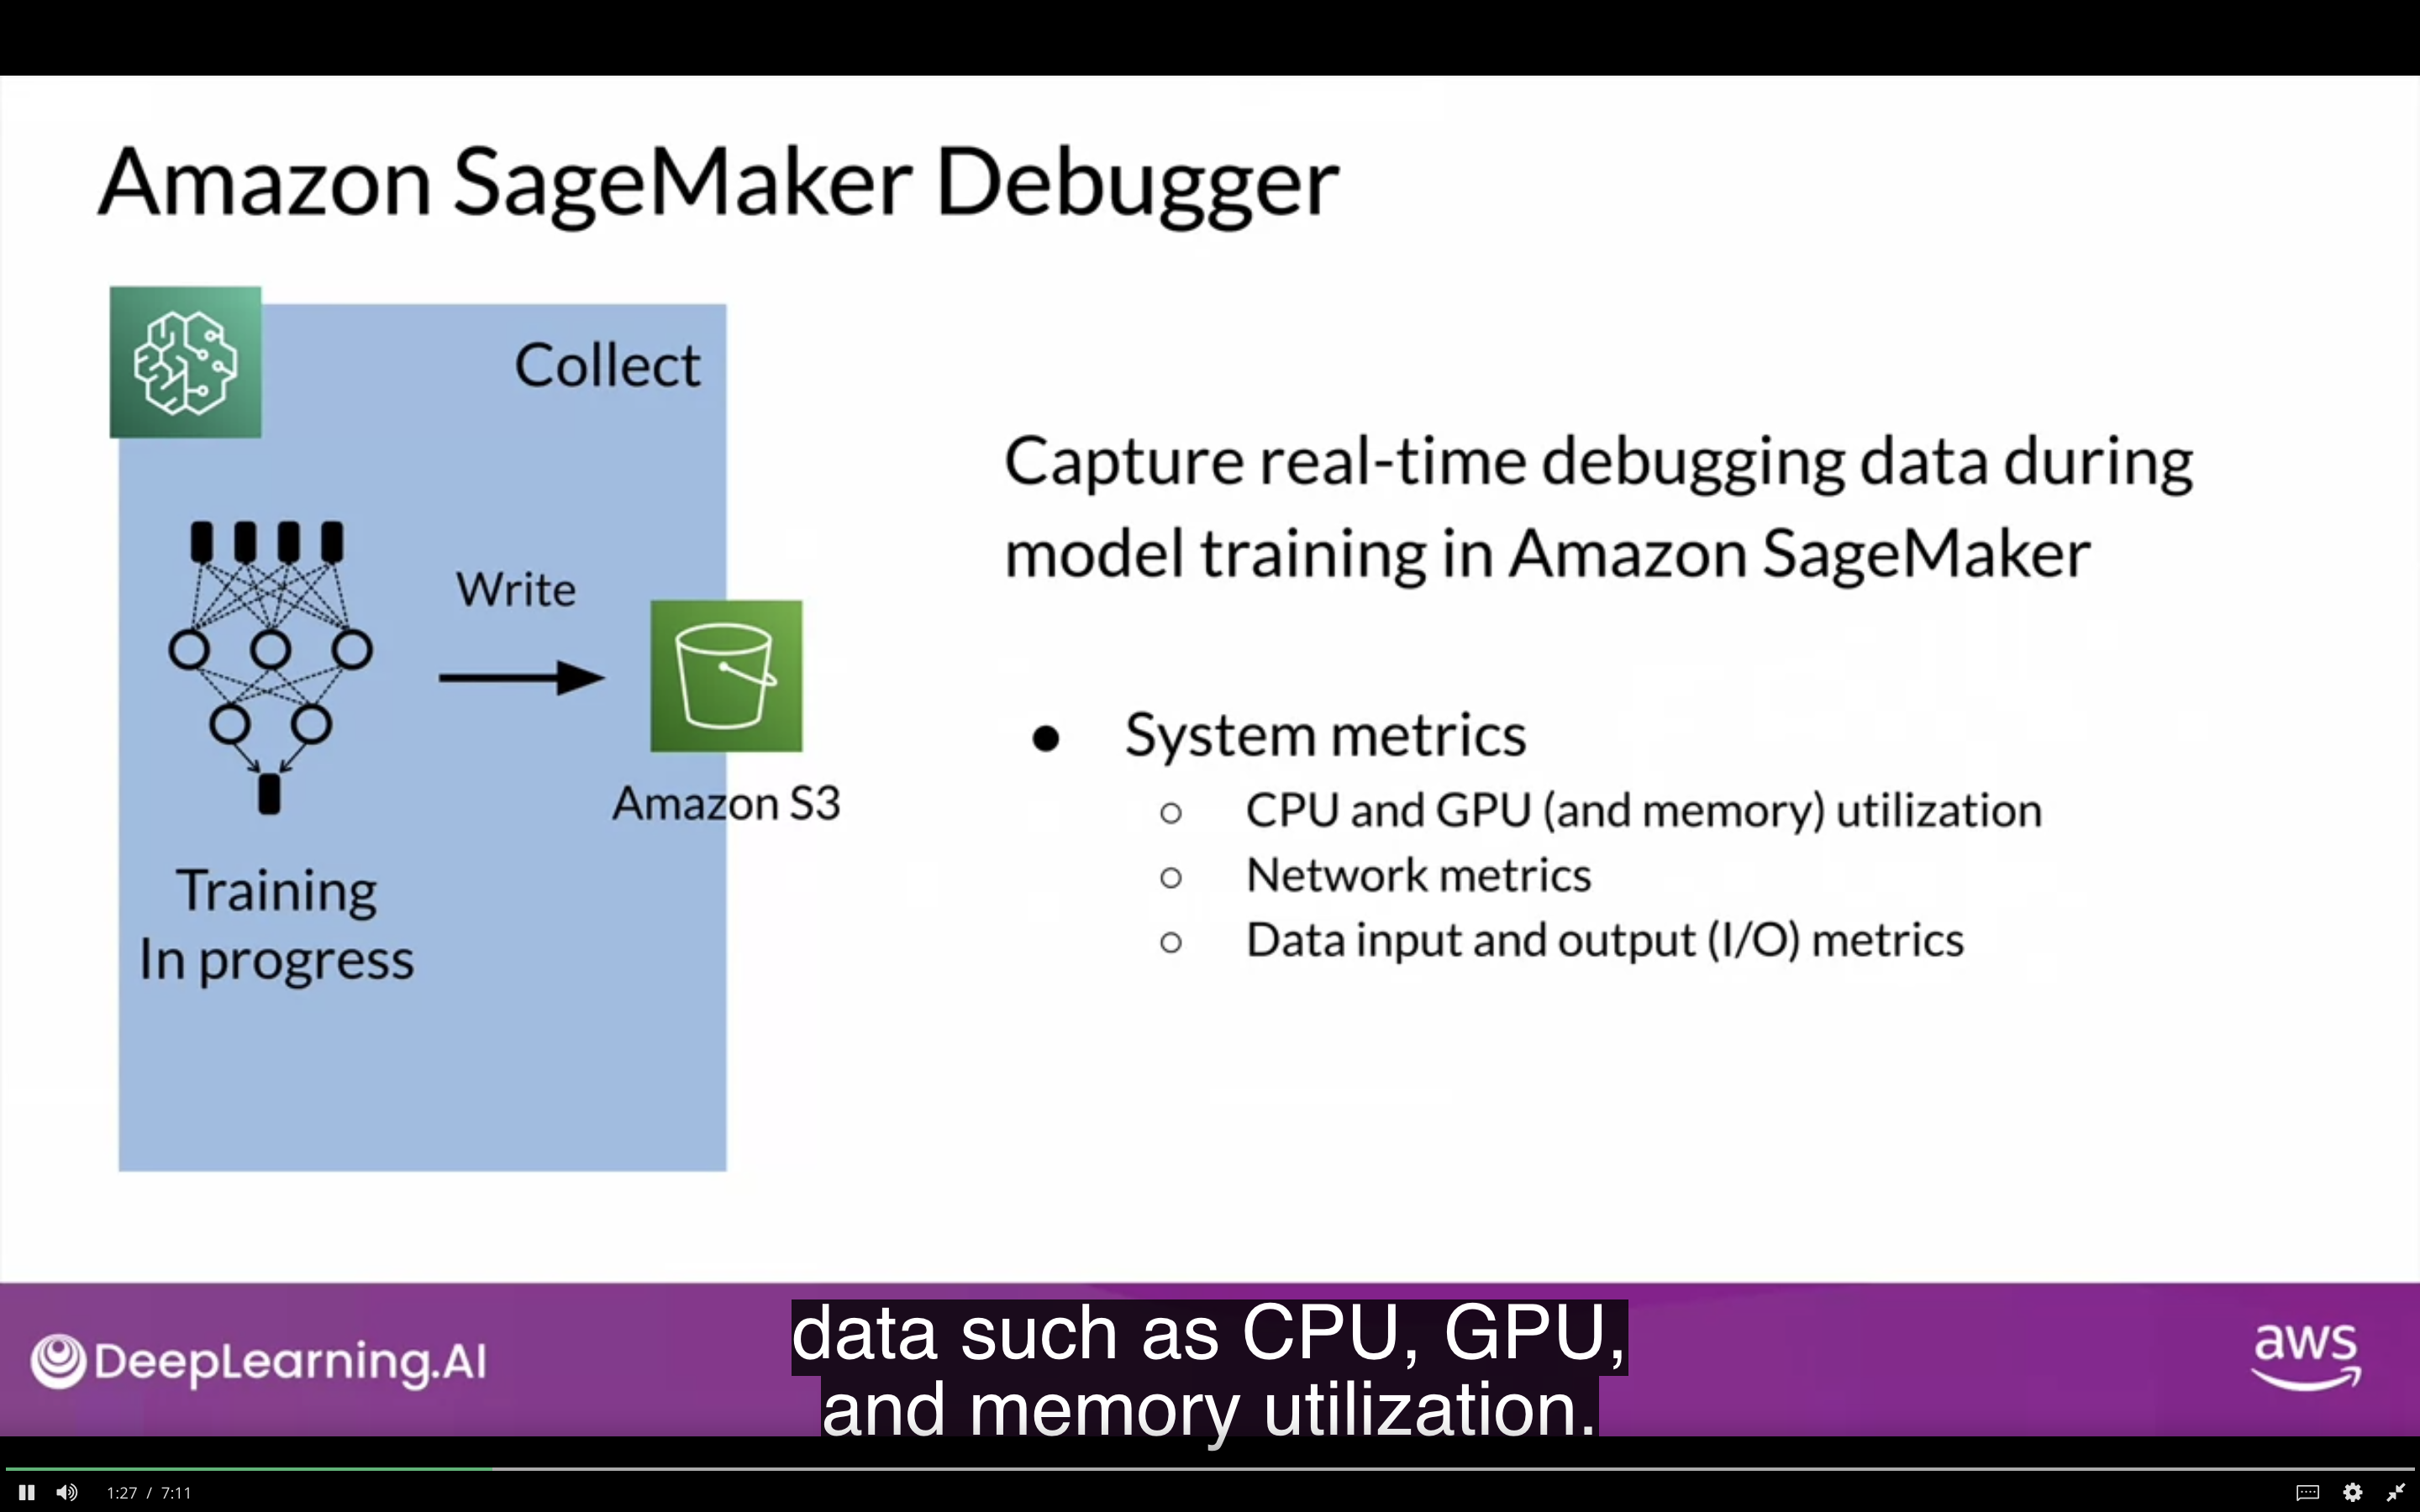 Amazon SageMaker Debugger
Collect
Write
Amazon S3
Training
In progress
Capture real-time debugging data during
model training in Amazon SageMaker
● System metrics
○ CPU and GPU (and memory) utilization
○ Network metrics
○ Data input and output (I/O) metrics
DeepLearning.AI
data such as CPU, GPU,
and memory utilization.
aws
1:27 / 7:11